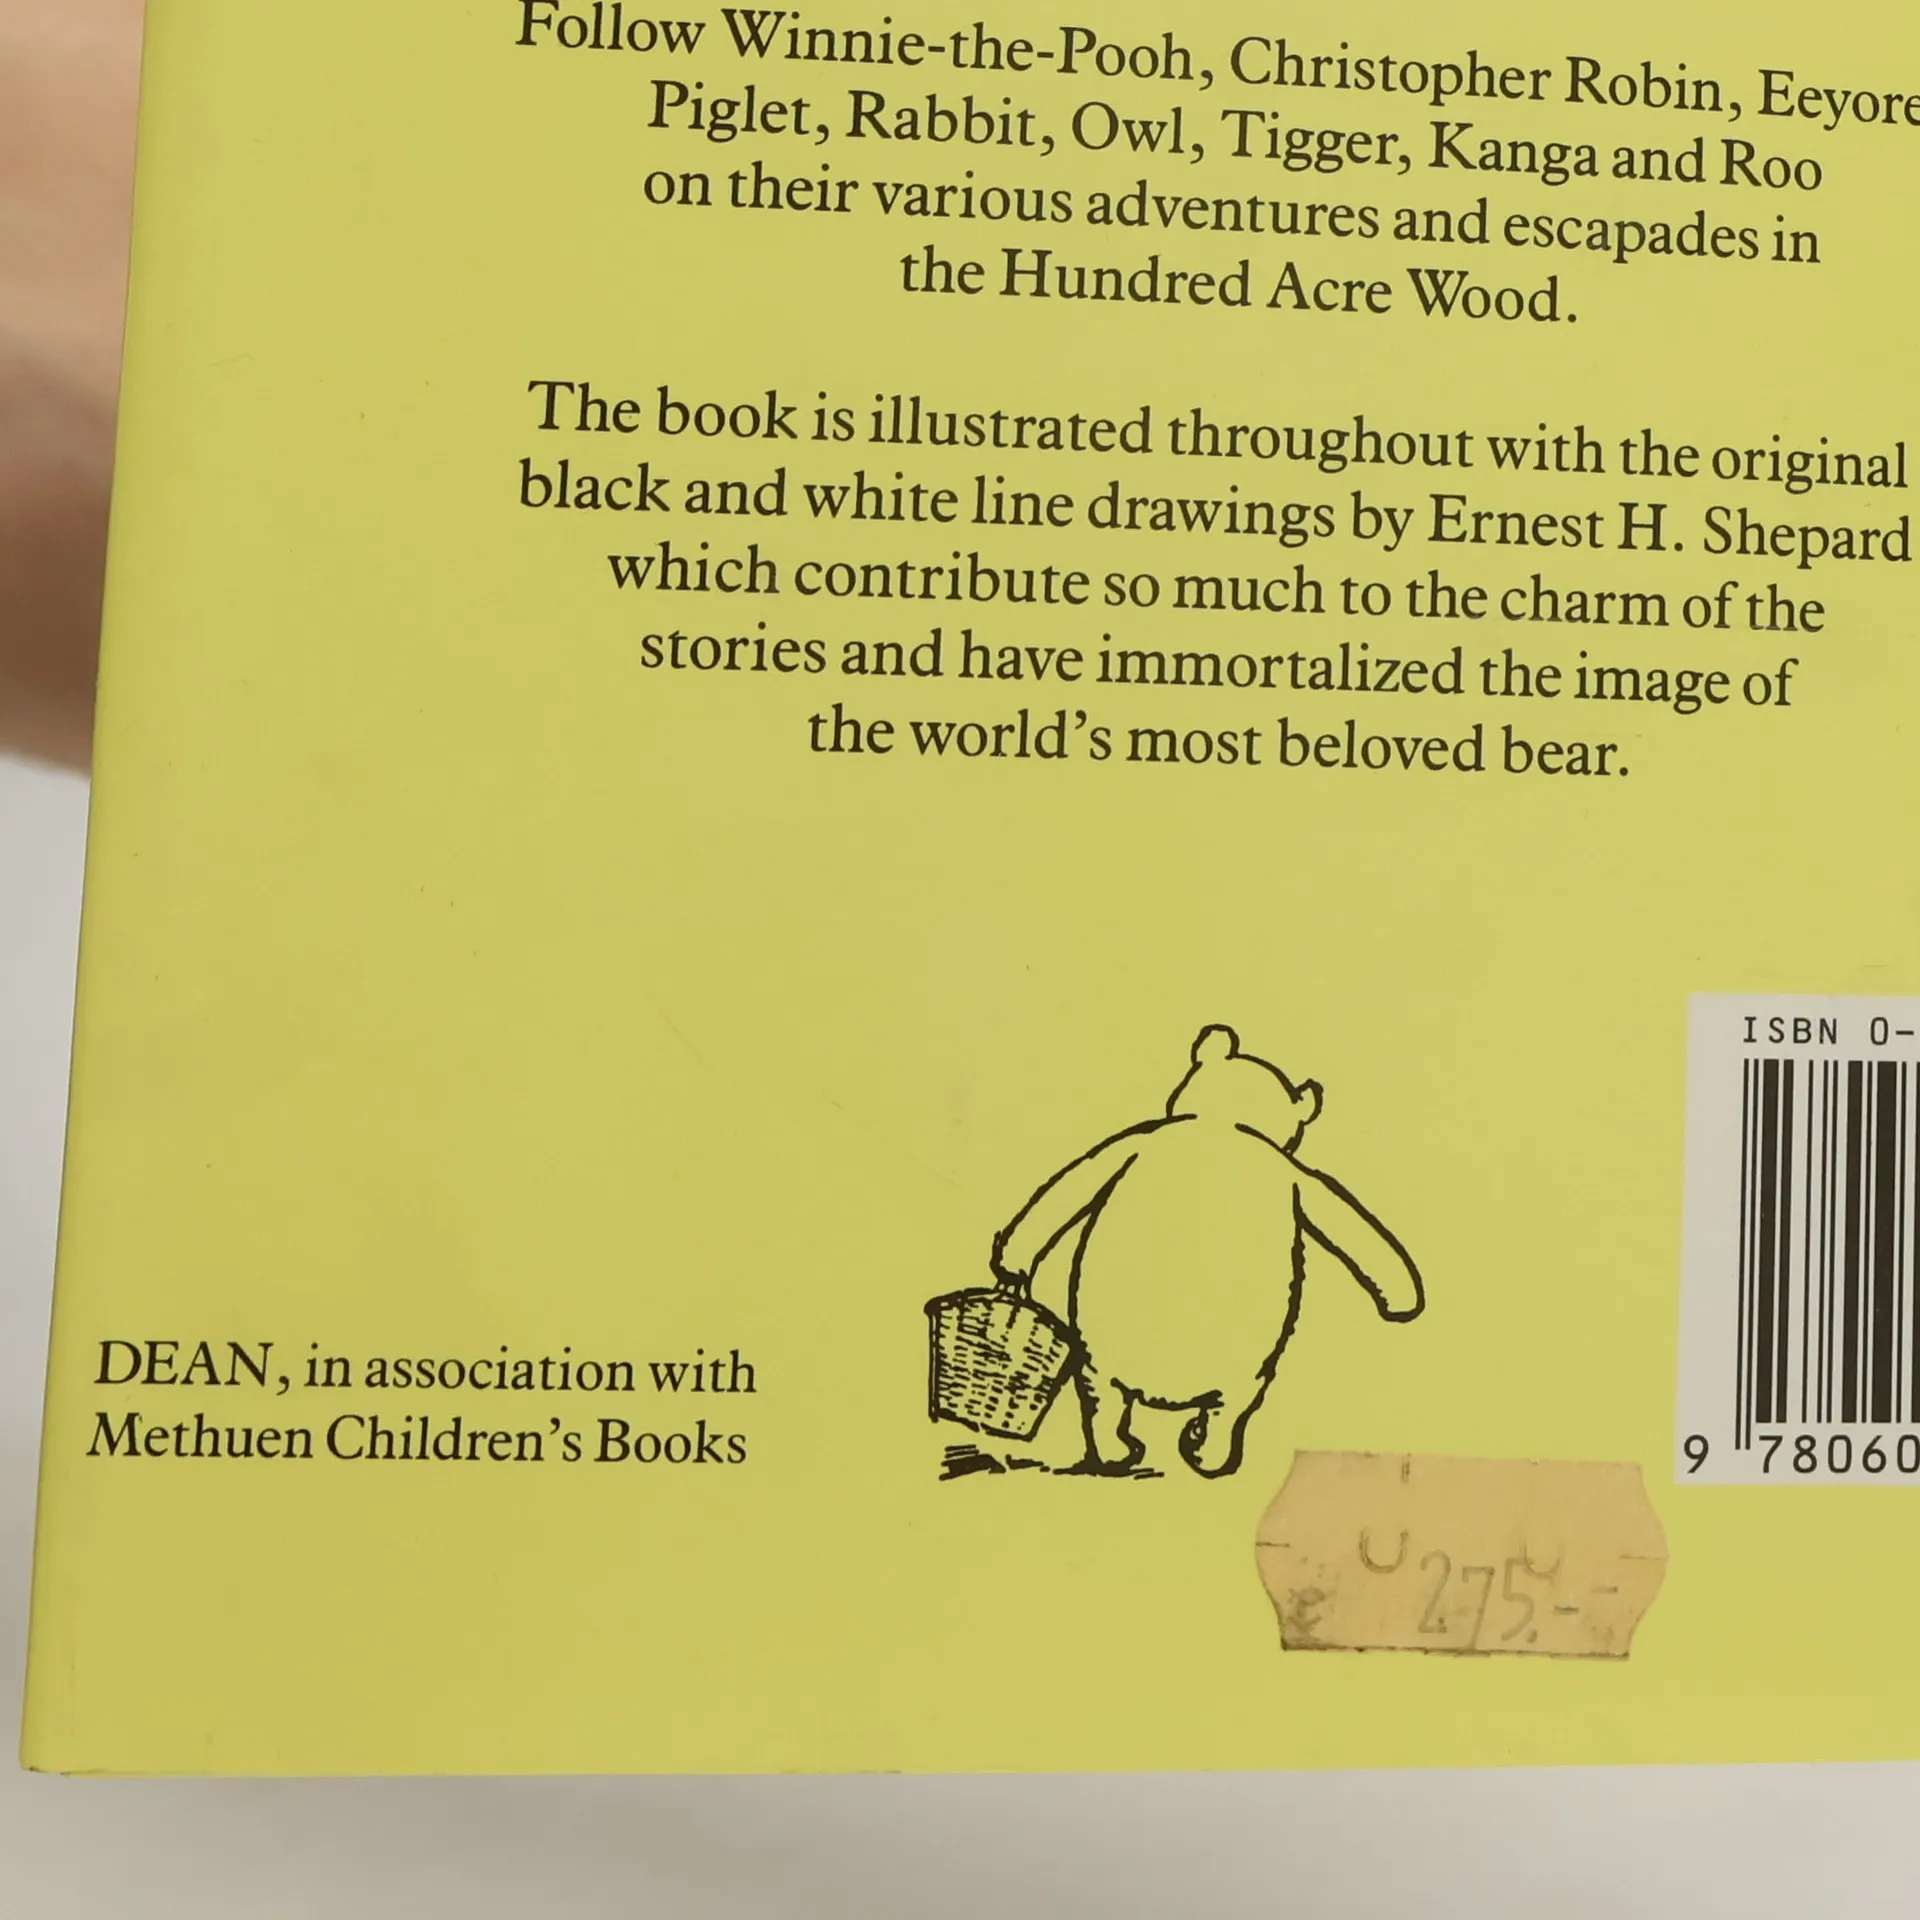 Follow Winnie-the-Pooh, Christopher Robin, Eeyore
Piglet, Rabbit, Owl, Tigger, Kanga and Roo
on their various adventures and escapades in
the Hundred Acre Wood.
The book is illustrated throughout with the original
black and white line drawings by Ernest H. Shepard
which contribute so much to the charm of the
stories and have immortalized the image of
the world's most beloved bear.
ISBN 0-
9 78060
DEAN, in association with
Methuen Children's Books
275.-